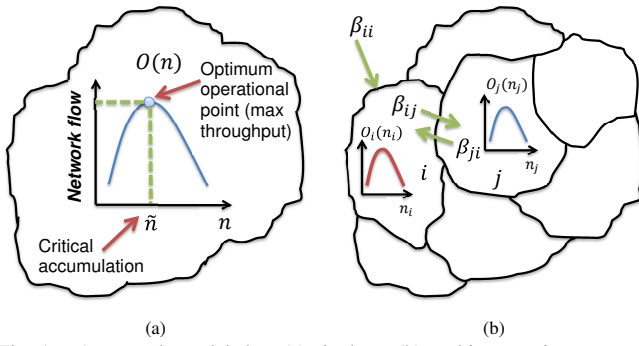 O(n)
Optimum
operational
point (max
throughput)
Network flow
ñ
n
Critical
accumulation
(a)
β_ii
β_ij
β_ji
O_i(n_i)
n_i
i
O_j(n_j)
n_j
j
(b)